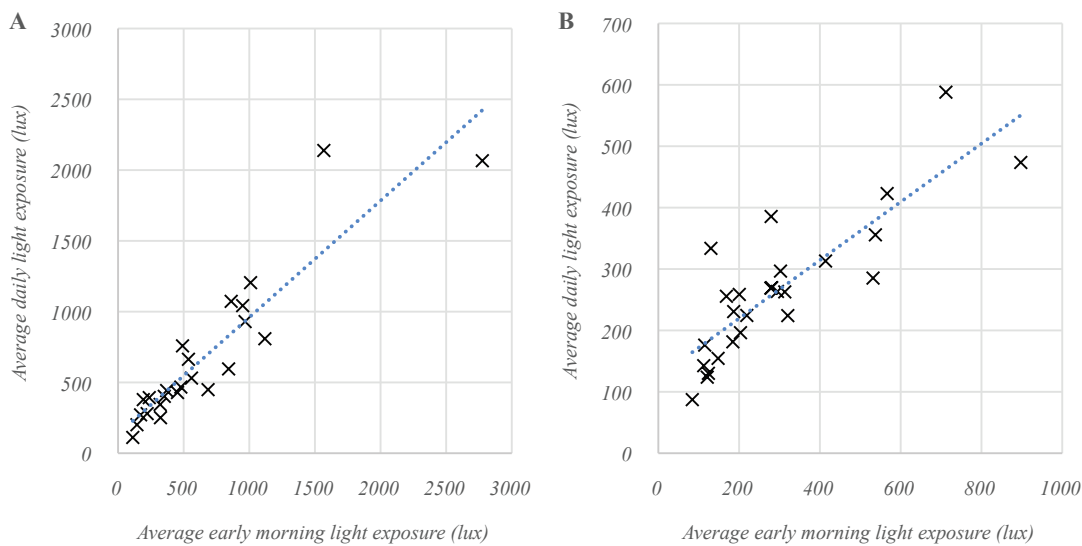 A
3000
2500
2000
1500
1000
500
0
Average daily light exposure (lux)
0 500 1000 1500 2000 2500 3000
Average early morning light exposure (lux)
B
700
600
500
400
300
200
100
0
Average daily light exposure (lux)
0 200 400 600 800 1000
Average early morning light exposure (lux)